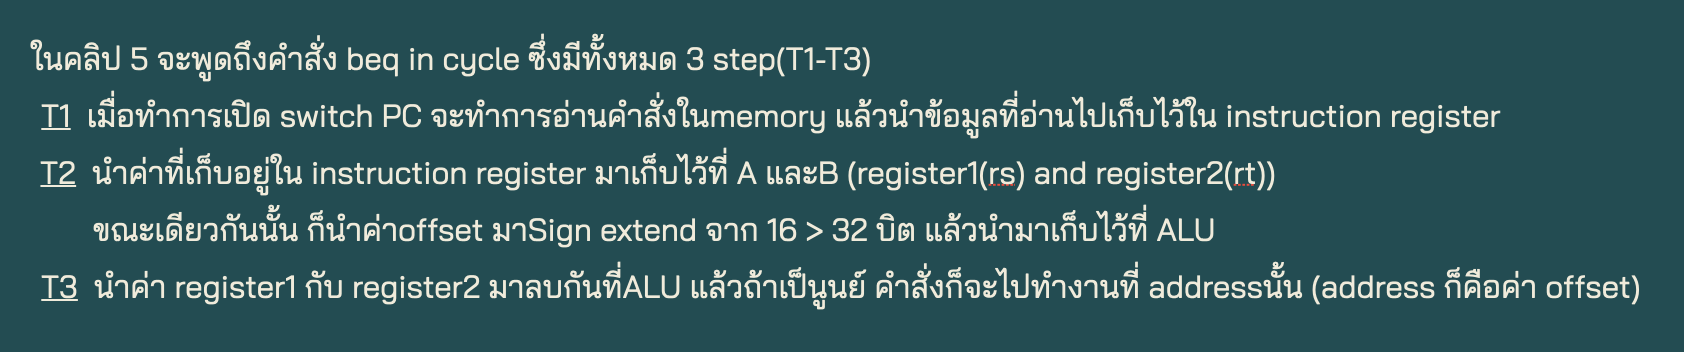 ในคลิป 5 จะพูดถึงคำสั่ง beq in cycle ซึ่งมีทั้งหมด 3 step(T1-T3)
T1 เมื่อทำการเปิด switch PC จะทำการอ่านคำสั่งในmemory แล้วนำข้อมูลที่อ่านไปเก็บไว้ใน instruction register
T2 นำค่าที่เก็บอยู่ใน instruction register มาเก็บไว้ที่ A และB (register1(rs) and register2(rt))
ขณะเดียวกันนั้น ก็นำค่าoffset มาSign extend จาก 16 > 32 บิต แล้วนำมาเก็บไว้ที่ ALU
T3 นำค่า register1 กับ register2 มาลบกันที่ALU แล้วถ้าเป็นูนย์ คำสั่งก็จะไปทำงานที่ addressนั้น (address ก็คือค่า offset)